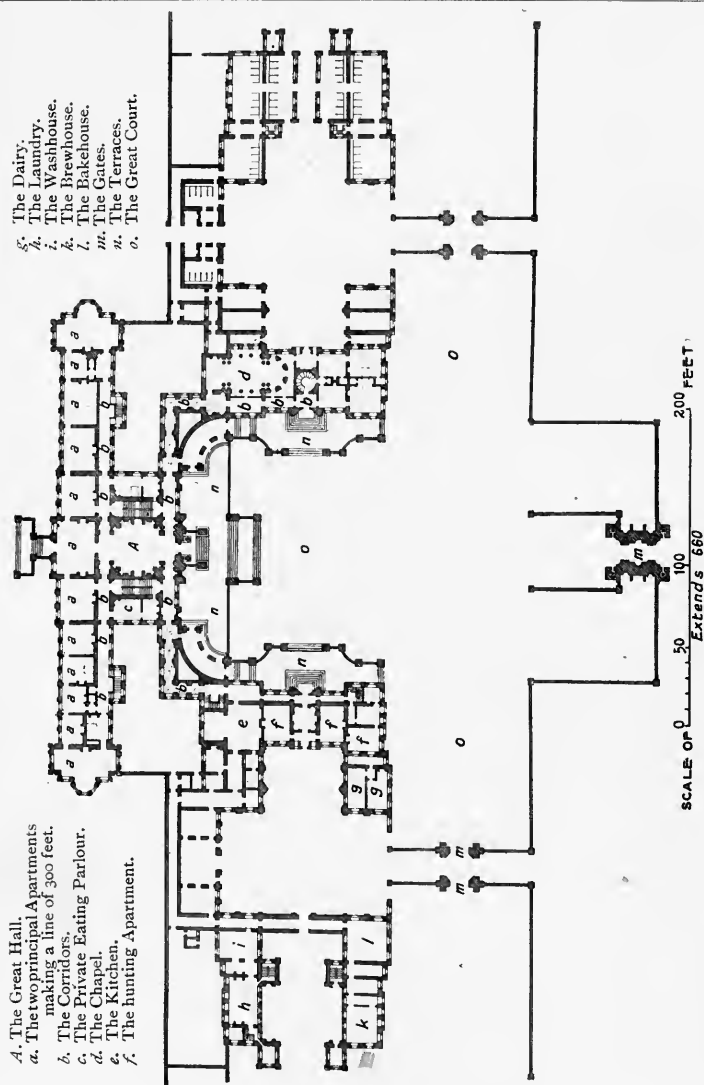 A. The Great Hall.
a. The two principal Apartments
making a line of 300 feet.
b. The Corridors.
c. The Private Eating Parlour.
d. The Chapel.
e. The Kitchen.
f. The hunting Apartment.
g. The Dairy.
h. The Laundry.
i. The Washhouse.
k. The Brewhouse.
l. The Bakehouse.
m. The Gates.
n. The Terraces.
o. The Great Court.
a
a
a
a
a
a
a
a
a
a
b
b
b
b
b
b
c
A
b
b
b
b
n
n
e
f
f
f
n
g
g
d
b
b
b
n
o
o
o
i
h
l
k
m
m
m
SCALE OF 0 50 100 200 FEET
Extends 660